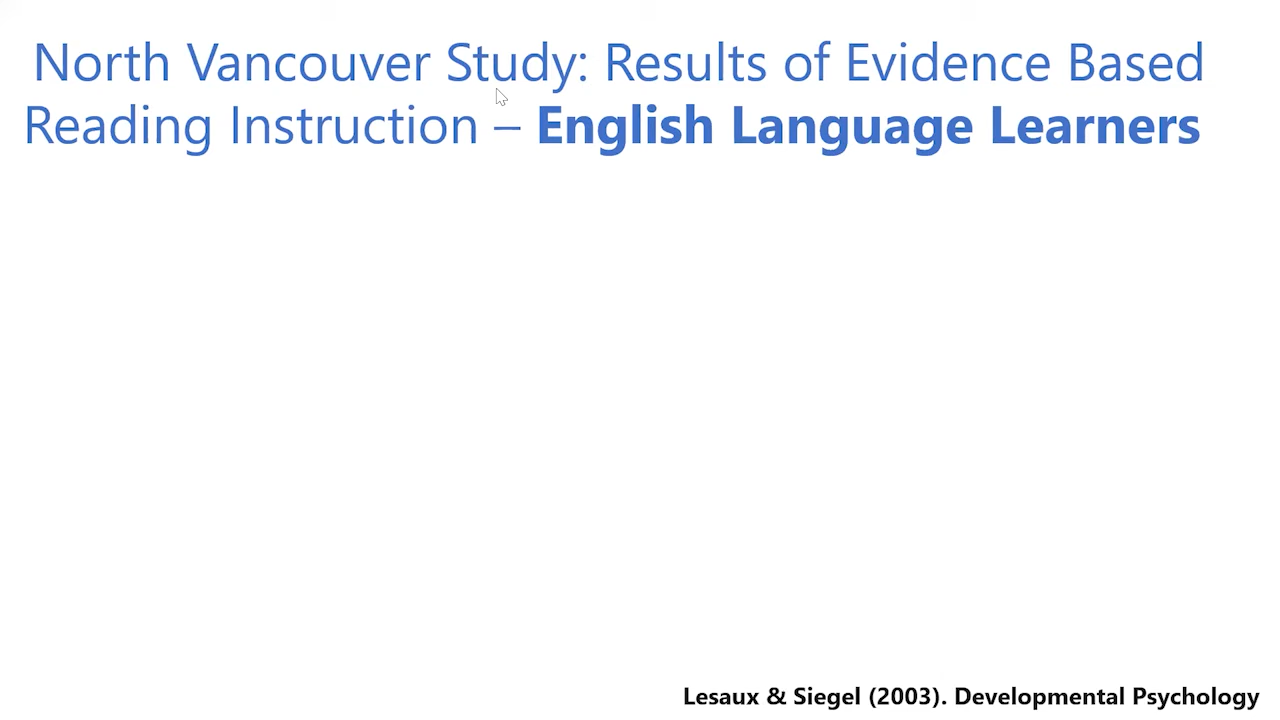 North Vancouver Study: Results of Evidence Based
Reading Instruction – English Language Learners
Lesaux & Siegel (2003). Developmental Psychology